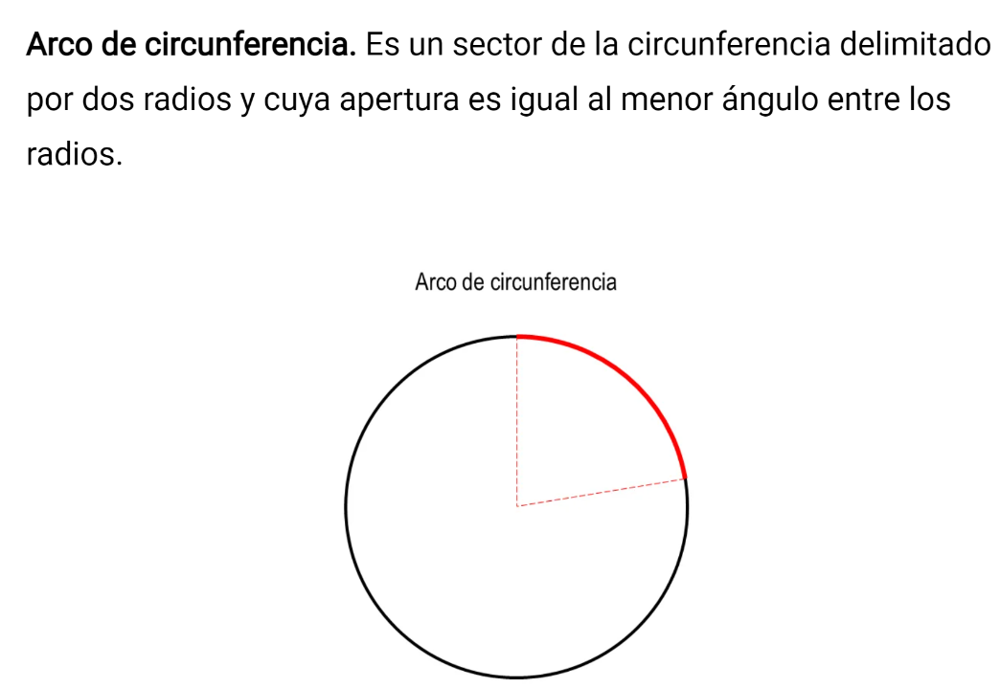 Arco de circunferencia. Es un sector de la circunferencia delimitado
por dos radios y cuya apertura es igual al menor ángulo entre los
radios.
Arco de circunferencia